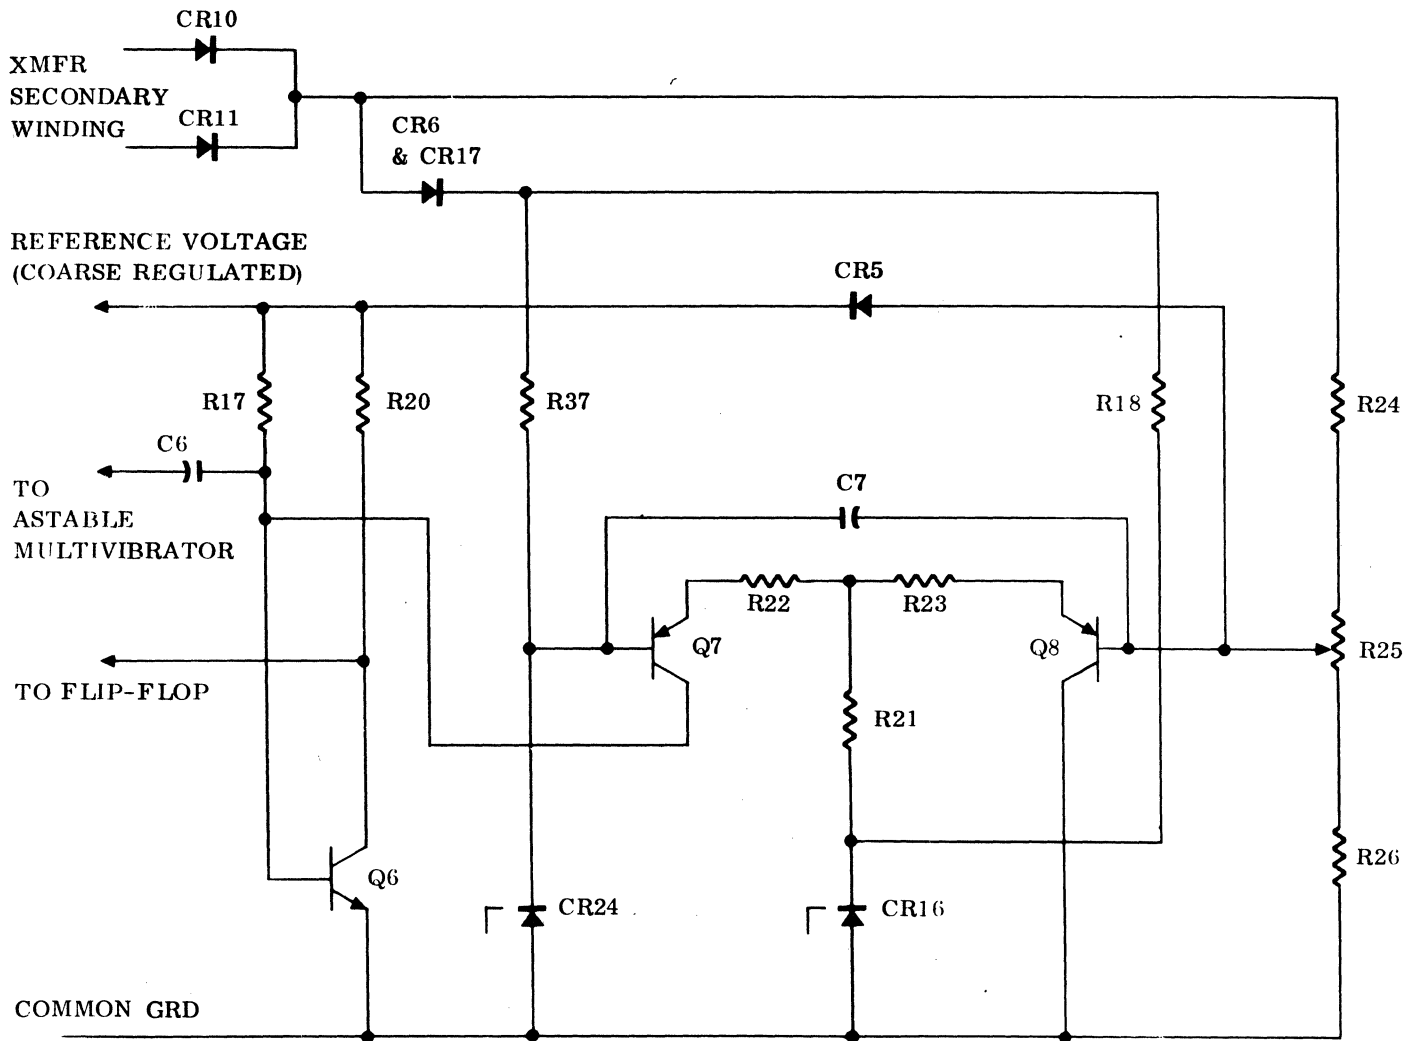 CR10
XMFR
SECONDARY
WINDING
CR11
CR6
& CR17
REFERENCE VOLTAGE
(COARSE REGULATED)
CR5
R17
R20
R37
R18
R24
C6
TO
ASTABLE
MULTIVIBRATOR
C7
R22
R23
Q7
Q8
R25
TO FLIP-FLOP
R21
Q6
R26
CR24
CR16
COMMON GRD